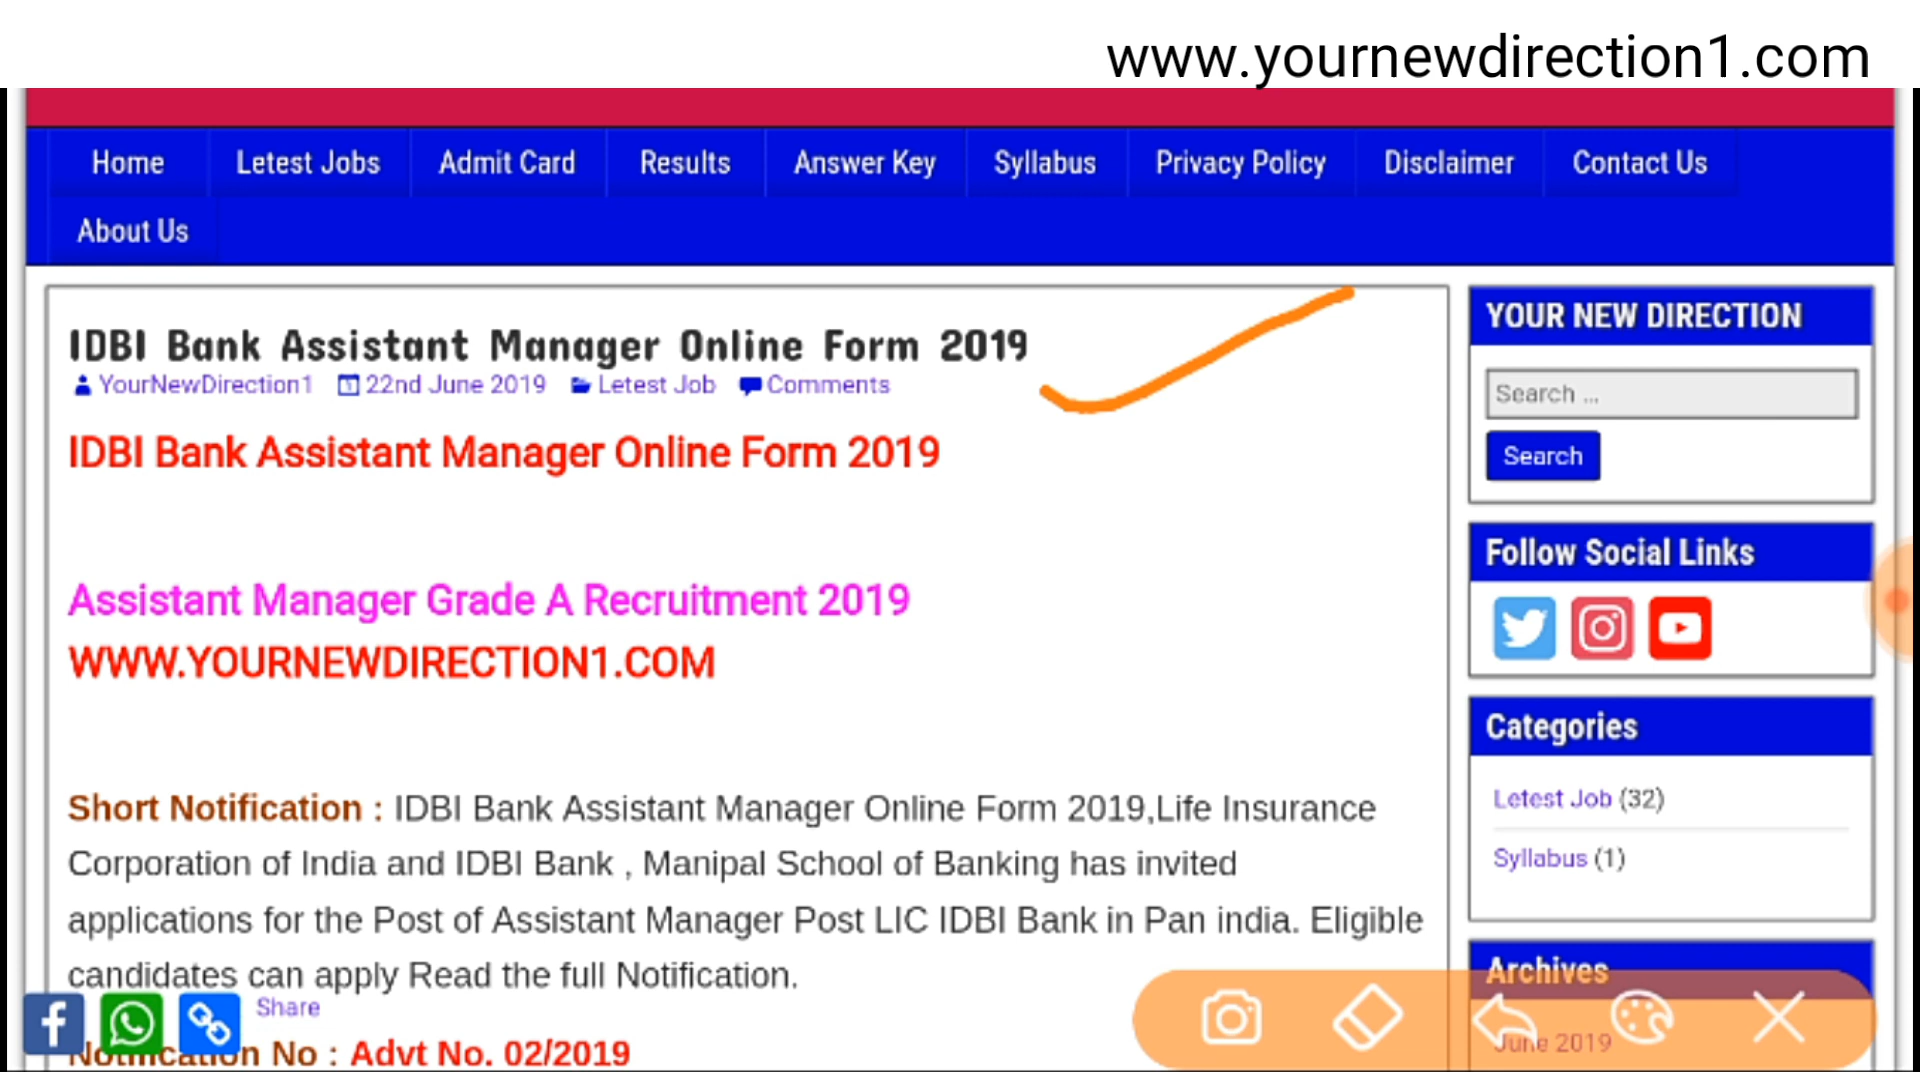 www.yournewdirection1.com
Home Letest Jobs Admit Card Results Answer Key Syllabus Privacy Policy Disclaimer Contact Us
About Us
IDBI Bank Assistant Manager Online Form 2019
YourNewDirection1 22nd June 2019 Letest Job Comments
IDBI Bank Assistant Manager Online Form 2019
Assistant Manager Grade A Recruitment 2019
WWW.YOURNEWDIRECTION1.COM
Short Notification : IDBI Bank Assistant Manager Online Form 2019,Life Insurance
Corporation of India and IDBI Bank , Manipal School of Banking has invited
applications for the Post of Assistant Manager Post LIC IDBI Bank in Pan india. Eligible
candidates can apply Read the full Notification.
Share
Notification No : Advt No. 02/2019
YOUR NEW DIRECTION
Search ...
Search
Follow Social Links
Categories
Letest Job (32)
Syllabus (1)
Archives
June 2019